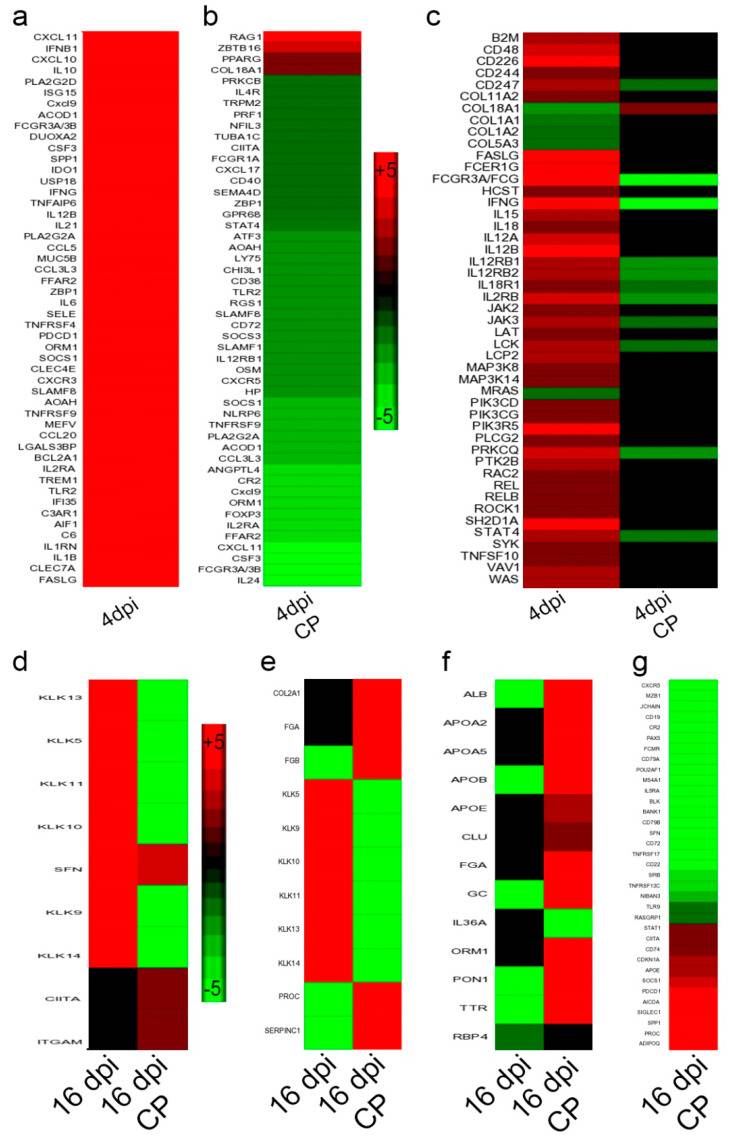 a
CXCL11
IFNB1
CXCL10
IL10
PLA2G2D
ISG15
Cxcl9
ACOD1
FCGR3A/3B
DUOXA2
CSF3
SPP1
IDO1
USP18
IFNG
TNFAIP6
IL12B
IL21
PLA2G2A
CCL5
MUC5B
CCL3L3
FFAR2
ZBP1
IL6
SELE
TNFRSF4
PDCD1
ORM1
SOCS1
CLEC4E
CXCR3
SLAMF8
AOAH
TNFRSF9
MEFV
CCL20
LGALS3BP
BCL2A1
IL2RA
TREM1
TLR2
IFI35
C3AR1
AIF1
C6
IL1RN
IL1B
CLEC7A
FASLG
4dpi
b
RAG1
ZBTB16
PPARG
COL18A1
PRKCB
IL4R
TRPM2
PRF1
NFIL3
TUBA1C
CIITA
FCGR1A
CXCL17
CD40
SEMA4D
ZBP1
GPR68
STAT4
ATF3
AOAH
LY75
CHI3L1
CD38
TLR2
RGS1
SLAMF8
CD72
SOCS3
SLAMF1
IL12RB1
OSM
CXCR5
HP
SOCS1
NLRP6
TNFRSF9
PLA2G2A
ACOD1
CCL3L3
ANGPTL4
CR2
Cxcl9
ORM1
FOXP3
IL2RA
FFAR2
CXCL11
CSF3
FCGR3A/3B
IL24
4dpi
CP
+5
-5
c
B2M
CD48
CD226
CD244
CD247
COL11A2
COL18A1
COL1A1
COL1A2
COL5A3
FASLG
FCER1G
FCGR3A/FCG
HCST
IFNG
IL15
IL18
IL12A
IL12B
IL12RB1
IL12RB2
IL18R1
IL2RB
JAK2
JAK3
LAT
LCK
LCP2
MAP3K8
MAP3K14
MRAS
PIK3CD
PIK3CG
PIK3R5
PLCG2
PRKCQ
PTK2B
RAC2
REL
RELB
ROCK1
SH2D1A
STAT4
SYK
TNFSF10
VAV1
WAS
4dpi
4dpi
CP
d
KLK13
KLK5
KLK11
KLK10
SFN
KLK9
KLK14
CIITA
ITGAM
16 dpi
16 dpi
CP
+5
-5
e
COL2A1
FGA
FGB
KLK5
KLK9
KLK10
KLK11
KLK13
KLK14
PROC
SERPINC1
16 dpi
16 dpi
CP
f
ALB
APOA2
APOA5
APOB
APOE
CLU
FGA
GC
IL36A
ORM1
PON1
TTR
RBP4
16 dpi
16 dpi
CP
g
CXCR5
MZB1
JCHAIN
CD19
CR2
PAX5
FCMR
CD79A
POU2AF1
MS4A1
IL5RA
BLK
BANK1
CD79B
SFN
CD72
TNFRSF17
CD22
SRB
TNFRSF13C
NIBAN3
TLR9
RASGRP1
STAT1
CIITA
CD74
CDKN1A
APOE
SOCS1
PDCD1
AICDA
SIGLEC1
SPP1
PROC
ADIPOQ
16 dpi
CP